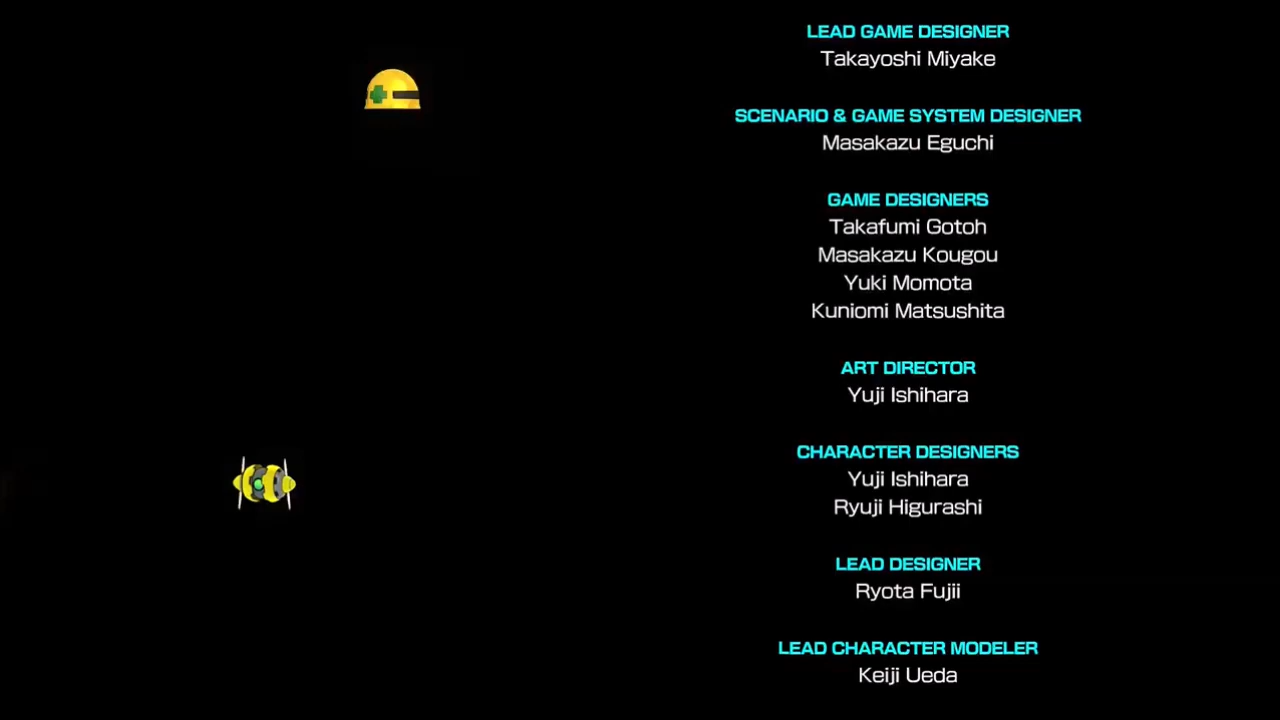 LEAD GAME DESIGNER
Takayoshi Miyake
SCENARIO & GAME SYSTEM DESIGNER
Masakazu Eguchi
GAME DESIGNERS
Takafumi Gotoh
Masakazu Kougou
Yuki Momota
Kuniomi Matsushita
ART DIRECTOR
Yuji Ishihara
CHARACTER DESIGNERS
Yuji Ishihara
Ryuji Higurashi
LEAD DESIGNER
Ryota Fujii
LEAD CHARACTER MODELER
Keiji Ueda